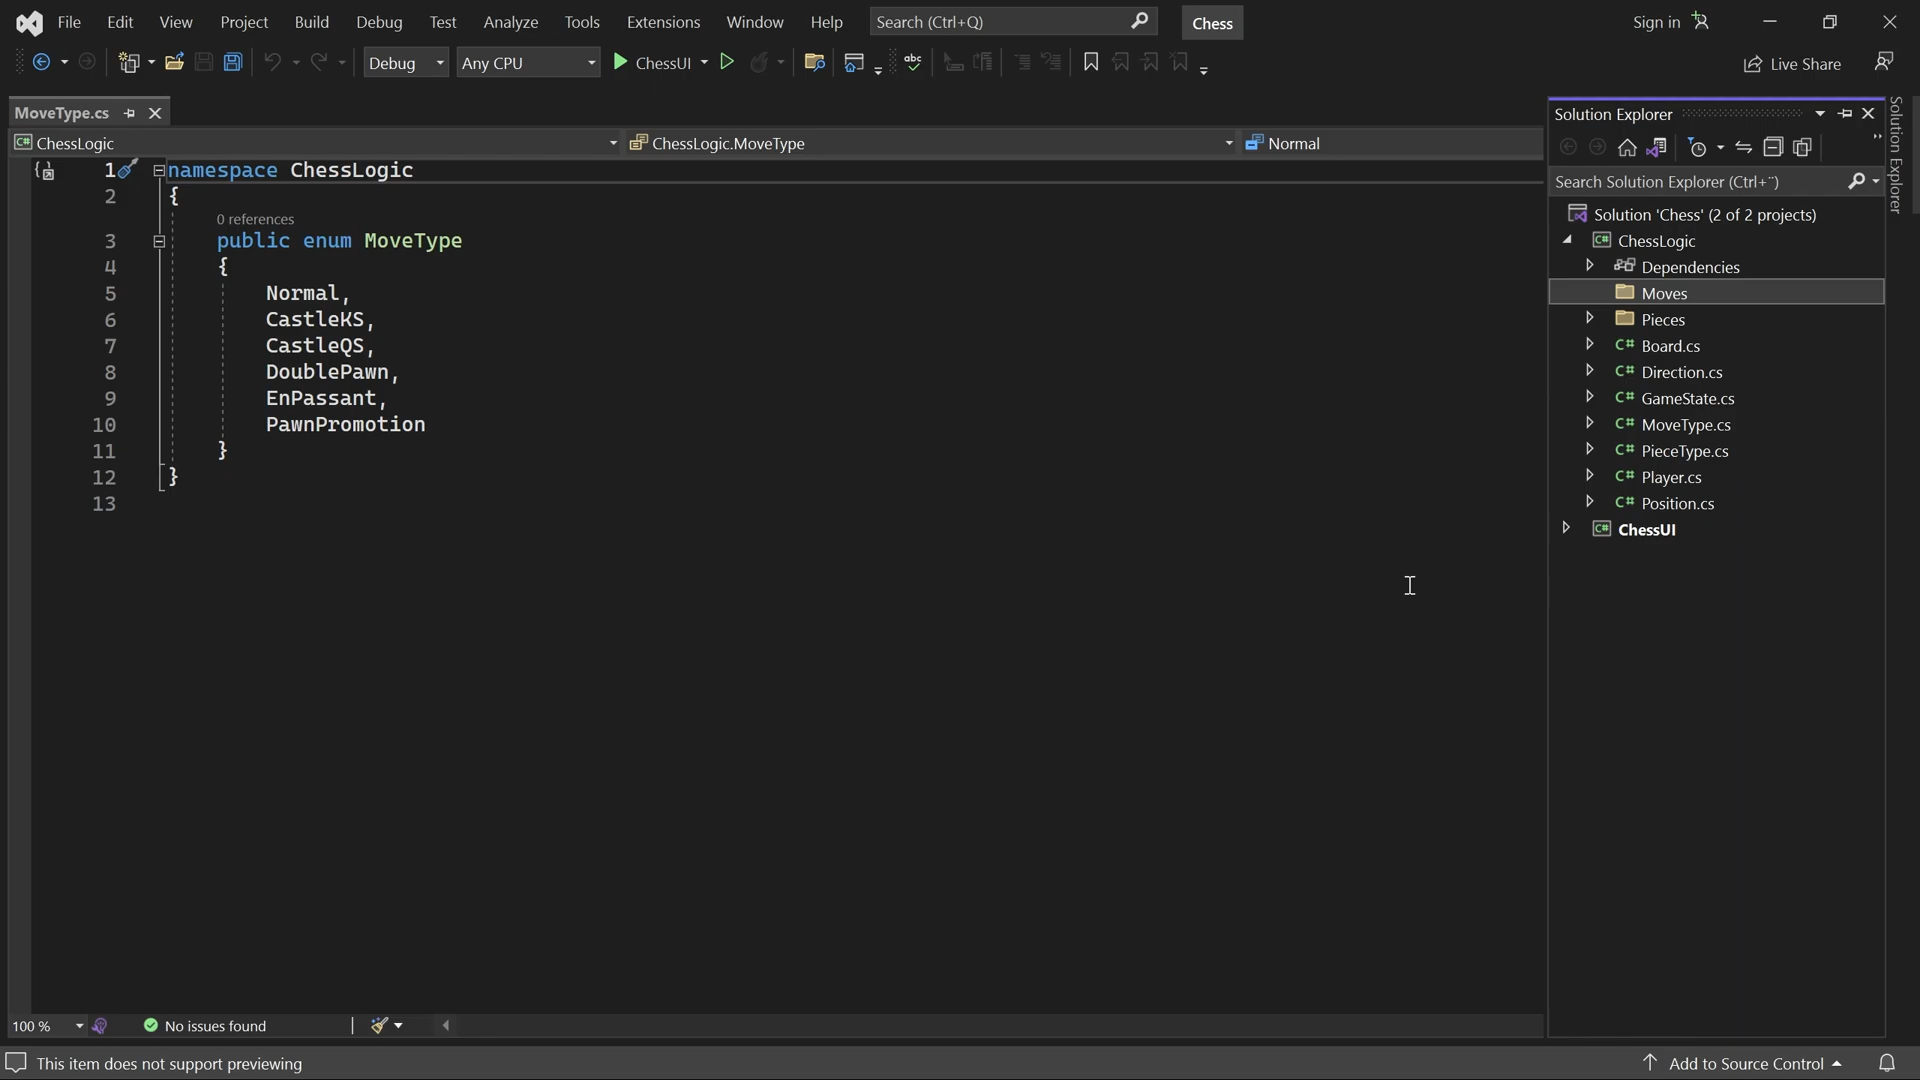 File Edit View Project Build Debug Test Analyze Tools Extensions Window Help Search (Ctrl+Q) Chess Sign in
Debug Any CPU ChessUI Live Share
MoveType.cs
ChessLogic ChessLogic.MoveType Normal
1 namespace ChessLogic
2 {
0 references
3 public enum MoveType
4 {
5 Normal,
6 CastleKS,
7 CastleQS,
8 DoublePawn,
9 EnPassant,
10 PawnPromotion
11 }
12 }
13
Solution Explorer
Search Solution Explorer (Ctrl+¨)
Solution 'Chess' (2 of 2 projects)
C# ChessLogic
Dependencies
Moves
Pieces
C# Board.cs
C# Direction.cs
C# GameState.cs
C# MoveType.cs
C# PieceType.cs
C# Player.cs
C# Position.cs
C# ChessUI
Solution Explorer
100 % No issues found
This item does not support previewing Add to Source Control